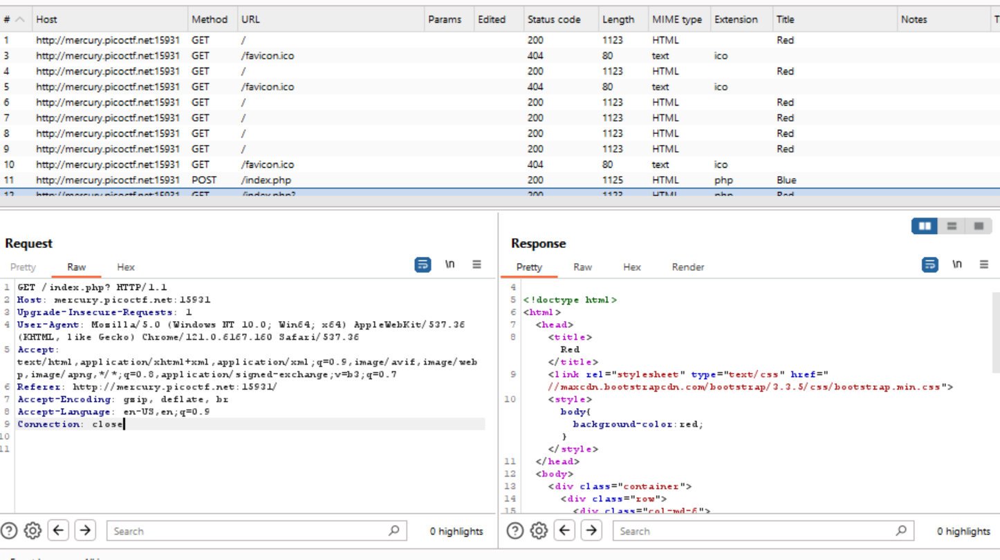 # Host Method URL Params Edited Status code Length MIME type Extension Title Notes T
1 http://mercury.picoctf.net:15931 GET / 200 1123 HTML Red
3 http://mercury.picoctf.net:15931 GET /favicon.ico 404 80 text ico
4 http://mercury.picoctf.net:15931 GET / 200 1123 HTML Red
5 http://mercury.picoctf.net:15931 GET /favicon.ico 404 80 text ico
6 http://mercury.picoctf.net:15931 GET / 200 1123 HTML Red
7 http://mercury.picoctf.net:15931 GET / 200 1123 HTML Red
8 http://mercury.picoctf.net:15931 GET / 200 1123 HTML Red
9 http://mercury.picoctf.net:15931 GET / 200 1123 HTML Red
10 http://mercury.picoctf.net:15931 GET /favicon.ico 404 80 text ico
11 http://mercury.picoctf.net:15931 POST /index.php 200 1125 HTML php Blue
12 http://mercury.picoctf.net:15931 GET /index.php? 200 1123 HTML php Red
Request
Pretty Raw Hex \n
1 GET /index.php? HTTP/1.1
2 Host: mercury.picoctf.net:15931
3 Upgrade-Insecure-Requests: 1
4 User-Agent: Mozilla/5.0 (Windows NT 10.0; Win64; x64) AppleWebKit/537.36
(KHTML, like Gecko) Chrome/121.0.6167.160 Safari/537.36
5 Accept:
text/html,application/xhtml+xml,application/xml;q=0.9,image/avif,image/web
p,image/apng,*/*;q=0.8,application/signed-exchange;v=b3;q=0.7
6 Referer: http://mercury.picoctf.net:15931/
7 Accept-Encoding: gzip, deflate, br
8 Accept-Language: en-US,en;q=0.9
9 Connection: close
10
11
Search 0 highlights
Response
Pretty Raw Hex Render \n
4
5 <!doctype html>
6 <html>
7 <head>
8 <title>
Red
</title>
9 <link rel="stylesheet" type="text/css" href="
//maxcdn.bootstrapcdn.com/bootstrap/3.3.5/css/bootstrap.min.css">
10 <style>
body{
background-color:red;
}
</style>
11 </head>
12 <body>
13 <div class="container">
14 <div class="row">
15 <div class="col-md-6">
Search 0 highlights